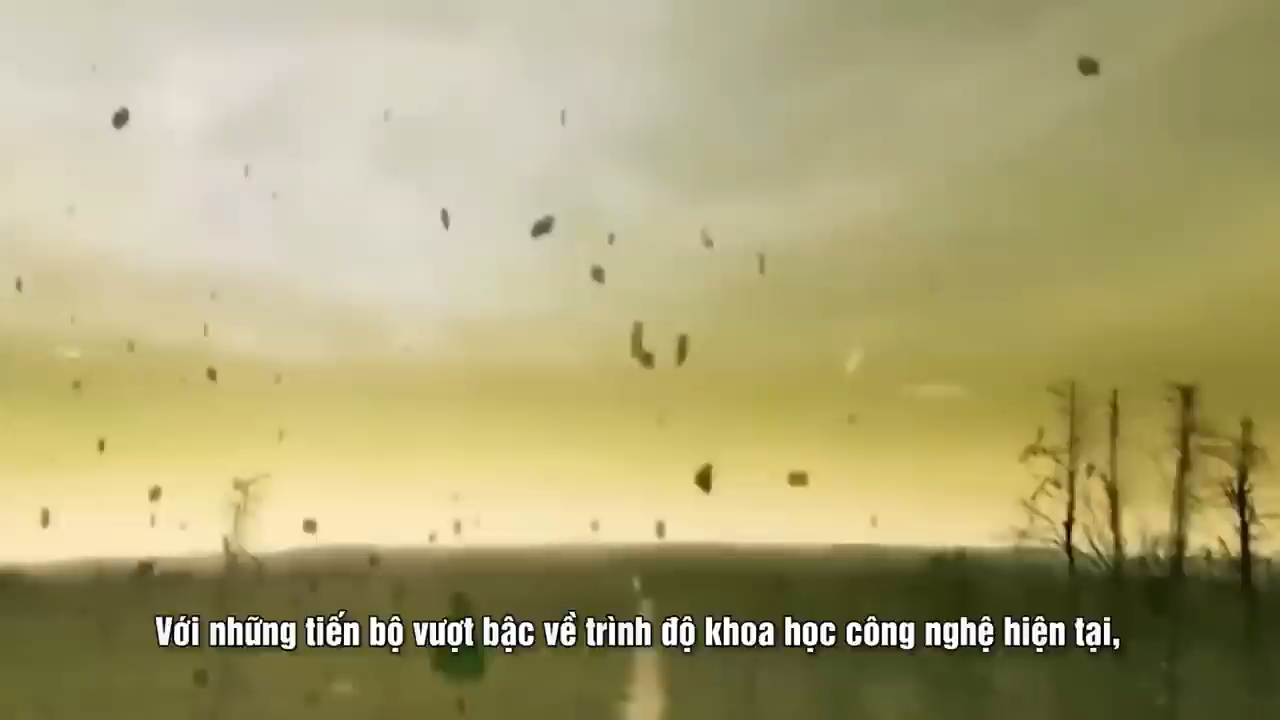 Với những tiến bộ vượt bậc về trình độ khoa học công nghệ hiện tại,